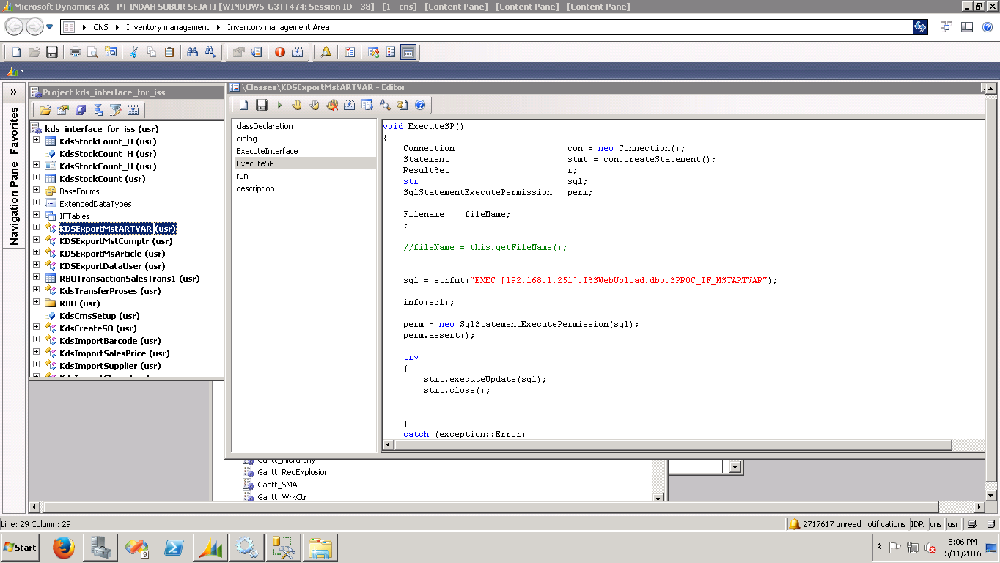 Microsoft Dynamics AX - PT INDAH SUBUR SEJATI [WINDOWS-G3TT474: Session ID - 38] - [1 - cns] - [Content Pane] - [Content Pane] - [Content Pane]
CNS Inventory management Inventory management Area
Project kds_interface_for_iss
\Classes\KDSExportMstARTVAR - Editor
Favorites
Navigation Pane
kds_interface_for_iss (usr)
KdsStockCount_H (usr)
KdsStockCount_H (usr)
KdsStockCount_H (usr)
KdsStockCount (usr)
BaseEnums
ExtendedDataTypes
IFTables
KDSExportMstARTVAR (usr)
KDSExportMstComptr (usr)
KDSExportMsArticle (usr)
KDSExportDataUser (usr)
RBOTransactionSalesTrans1 (usr)
KdsTransferProses (usr)
RBO (usr)
KdsCmsSetup (usr)
KdsCreateSO (usr)
KdsImportBarcode (usr)
KdsImportSalesPrice (usr)
KdsImportSupplier (usr)
classDeclaration
dialog
ExecuteInterface
ExecuteSP
run
description
void ExecuteSP()
{
Connection con = new Connection();
Statement stmt = con.createStatement();
ResultSet r;
str sql;
SqlStatementExecutePermission perm;
Filename fileName;
;
//fileName = this.getFileName();
sql = strfmt("EXEC [192.168.1.251].ISSWebUpload.dbo.SPROC_IF_MSTARTVAR");
info(sql);
perm = new SqlStatementExecutePermission(sql);
perm.assert();
try
{
stmt.executeUpdate(sql);
stmt.close();
}
catch (exception::Error)
Gantt_Hierarchy
Gantt_ReqExplosion
Gantt_SMA
Gantt_WrkCtr
Line: 29 Column: 29
2717617 unread notifications IDR cns usr
Start
9
5:06 PM
5/11/2016